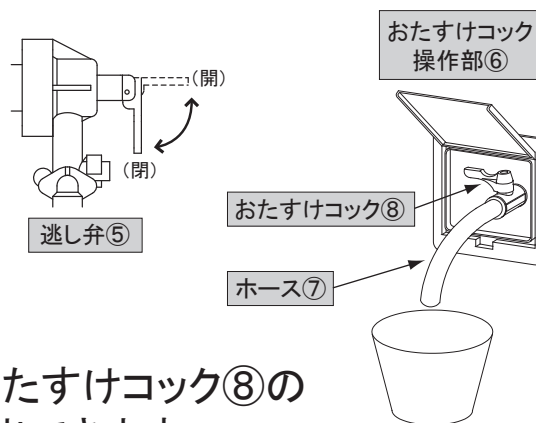 (開)
(閉)
逃し弁⑤
おたすけコック
操作部⑥
おたすけコック⑧
ホース⑦
たすけコック⑧の